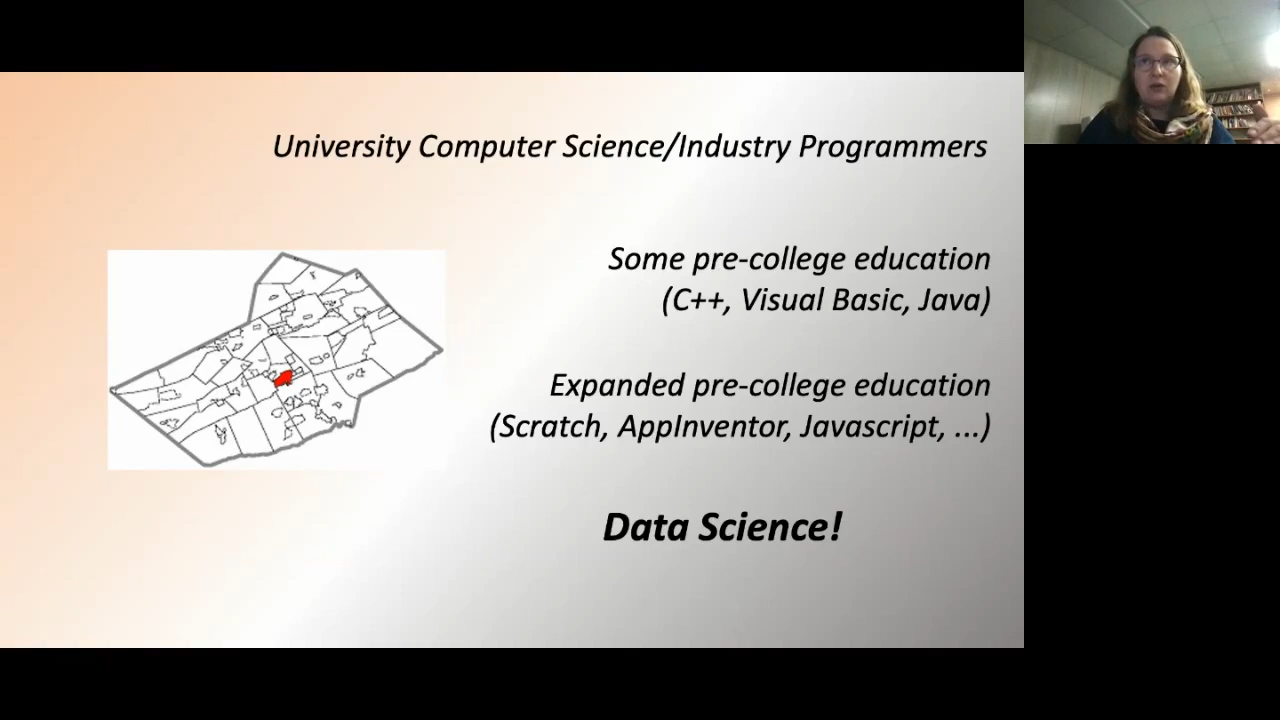 University Computer Science/Industry Programmers
Some pre-college education
(C++, Visual Basic, Java)
Expanded pre-college education
(Scratch, AppInventor, Javascript, ...)
Data Science!